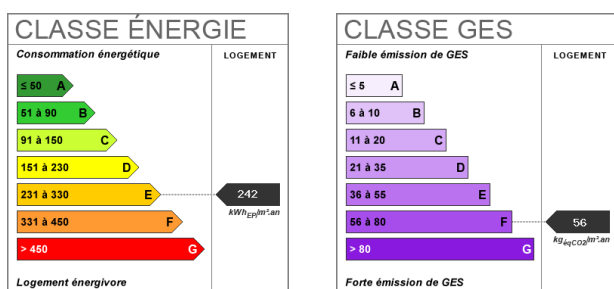 CLASSE ÉNERGIE
Consommation énergétique
LOGEMENT
≤ 50 A
51 à 90 B
91 à 150 C
151 à 230 D
231 à 330 E
242
kWhEP/m².an
331 à 450 F
> 450 G
Logement énergivore
CLASSE GES
Faible émission de GES
LOGEMENT
≤ 5 A
6 à 10 B
11 à 20 C
21 à 35 D
36 à 55 E
56 à 80 F
56
kgéqCO2/m².an
> 80 G
Forte émission de GES